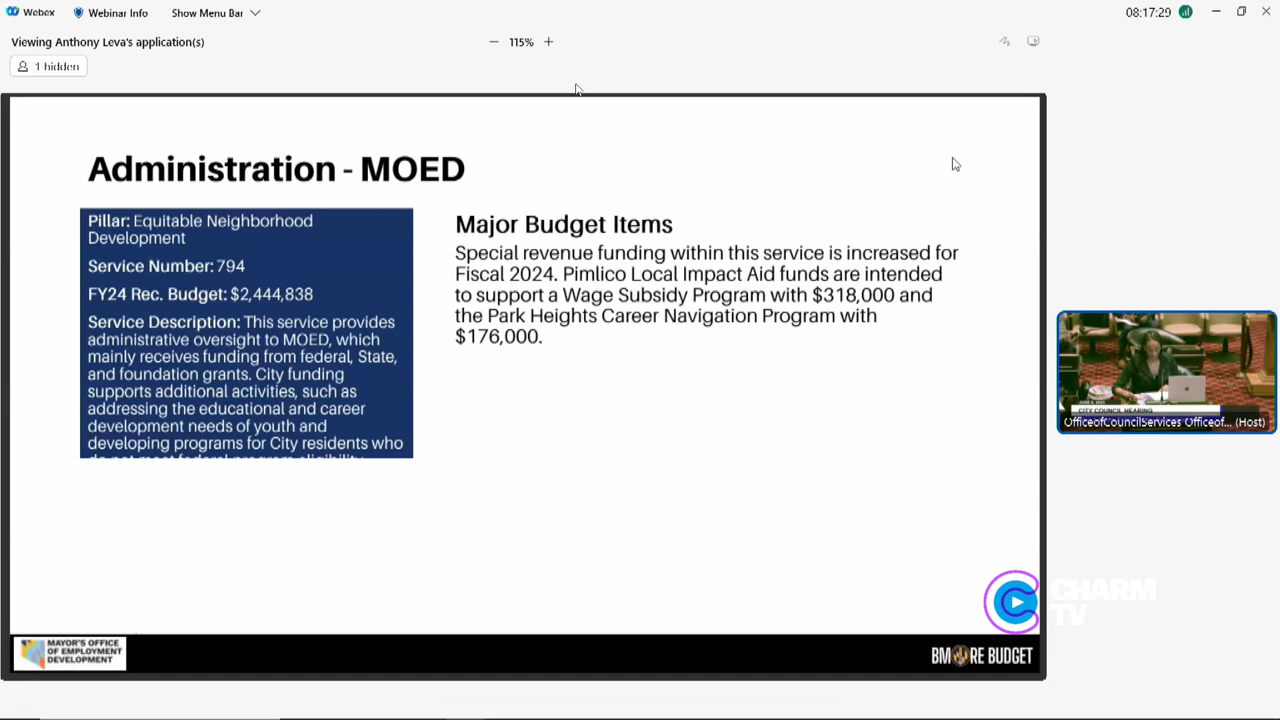 Webex
Webinar Info
Show Menu Bar
08:17:29
Viewing Anthony Leva's application(s)
115%
1 hidden
Administration - MOED
Pillar: Equitable Neighborhood
Development
Service Number: 794
FY24 Rec. Budget: $2,444,838
Service Description: This service provides
administrative oversight to MOED, which
mainly receives funding from federal, State,
and foundation grants. City funding
supports additional activities, such as
addressing the educational and career
development needs of youth and
developing programs for City residents who
do not meet federal program eligibility
Major Budget Items
Special revenue funding within this service is increased for
Fiscal 2024. Pimlico Local Impact Aid funds are intended
to support a Wage Subsidy Program with $318,000 and
the Park Heights Career Navigation Program with
$176,000.
CITY COUNCIL HEARING
OfficeofCouncilServices Officeof... (Host)
CHARM
TV
MAYOR'S OFFICE
OF EMPLOYMENT
DEVELOPMENT
BMORE BUDGET